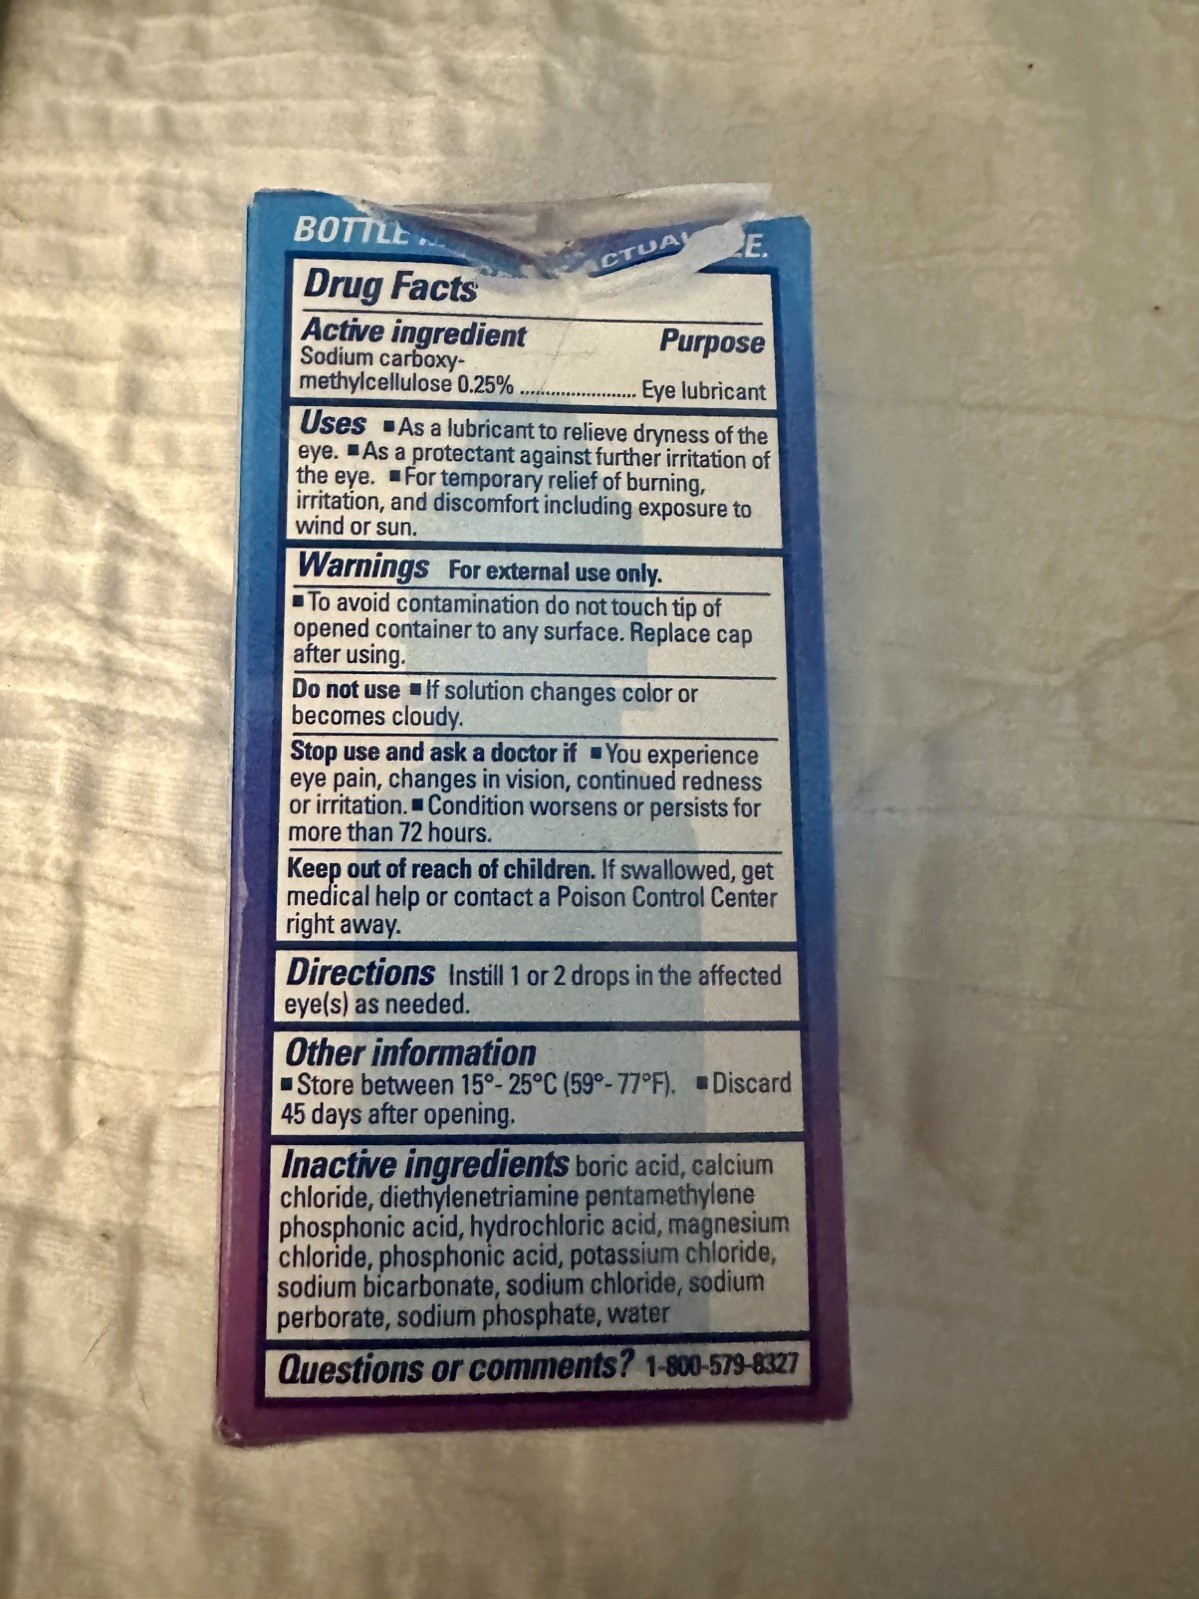 BOTTLE
Drug Facts
Active ingredient Purpose
Sodium carboxy-
methylcellulose 0.25% ........................ Eye lubricant
Uses ■ As a lubricant to relieve dryness of the
eye. ■ As a protectant against further irritation of
the eye. ■ For temporary relief of burning,
irritation, and discomfort including exposure to
wind or sun.
Warnings For external use only.
■ To avoid contamination do not touch tip of
opened container to any surface. Replace cap
after using.
Do not use ■ If solution changes color or
becomes cloudy.
Stop use and ask a doctor if ■ You experience
eye pain, changes in vision, continued redness
or irritation. ■ Condition worsens or persists for
more than 72 hours.
Keep out of reach of children. If swallowed, get
medical help or contact a Poison Control Center
right away.
Directions Instill 1 or 2 drops in the affected
eye(s) as needed.
Other information
■ Store between 15°- 25°C (59°- 77°F). ■ Discard
45 days after opening.
Inactive ingredients boric acid, calcium
chloride, diethylenetriamine pentamethylene
phosphonic acid, hydrochloric acid, magnesium
chloride, phosphonic acid, potassium chloride,
sodium bicarbonate, sodium chloride, sodium
perborate, sodium phosphate, water
Questions or comments? 1-800-579-8327